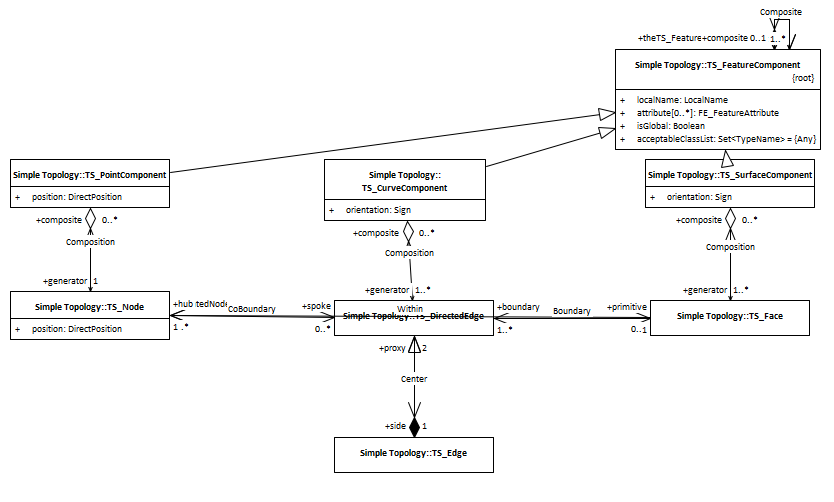 Composite
+theTS_Feature+composite 0..1 1..*
Simple Topology::TS_FeatureComponent
{root}
+ localName: LocalName
+ attribute[0..*]: FE_FeatureAttribute
+ isGlobal: Boolean
+ acceptableClassList: Set<TypeName> = {Any}
Simple Topology::TS_PointComponent
+ position: DirectPosition
Simple Topology::
TS_CurveComponent
+ orientation: Sign
Simple Topology::TS_SurfaceComponent
+ orientation: Sign
+composite 0..*
Composition
+generator 1
+composite 0..*
Composition
+generator 1..*
+composite 0..*
Composition
+generator 1..*
Simple Topology::TS_Node
+ position: DirectPosition
+hub tedNode CoBoundary +spoke
1 .* 0..*
Within
Simple Topology::TS_DirectedEdge
+boundary Boundary +primitive
1..* 0..1
Simple Topology::TS_Face
+proxy 2
Center
+side 1
Simple Topology::TS_Edge